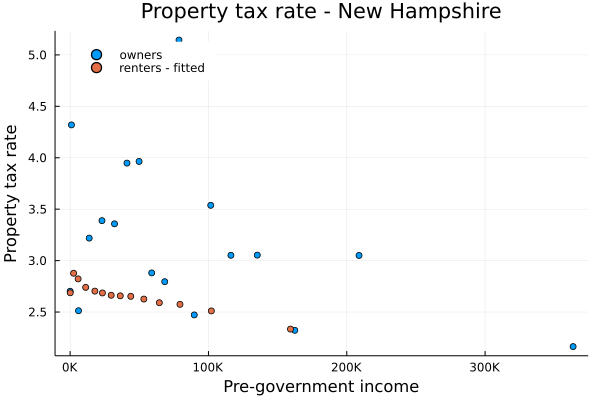 Property tax rate - New Hampshire
owners
renters - fitted
5.0
4.5
4.0
3.5
3.0
2.5
Property tax rate
0K 100K 200K 300K
Pre-government income